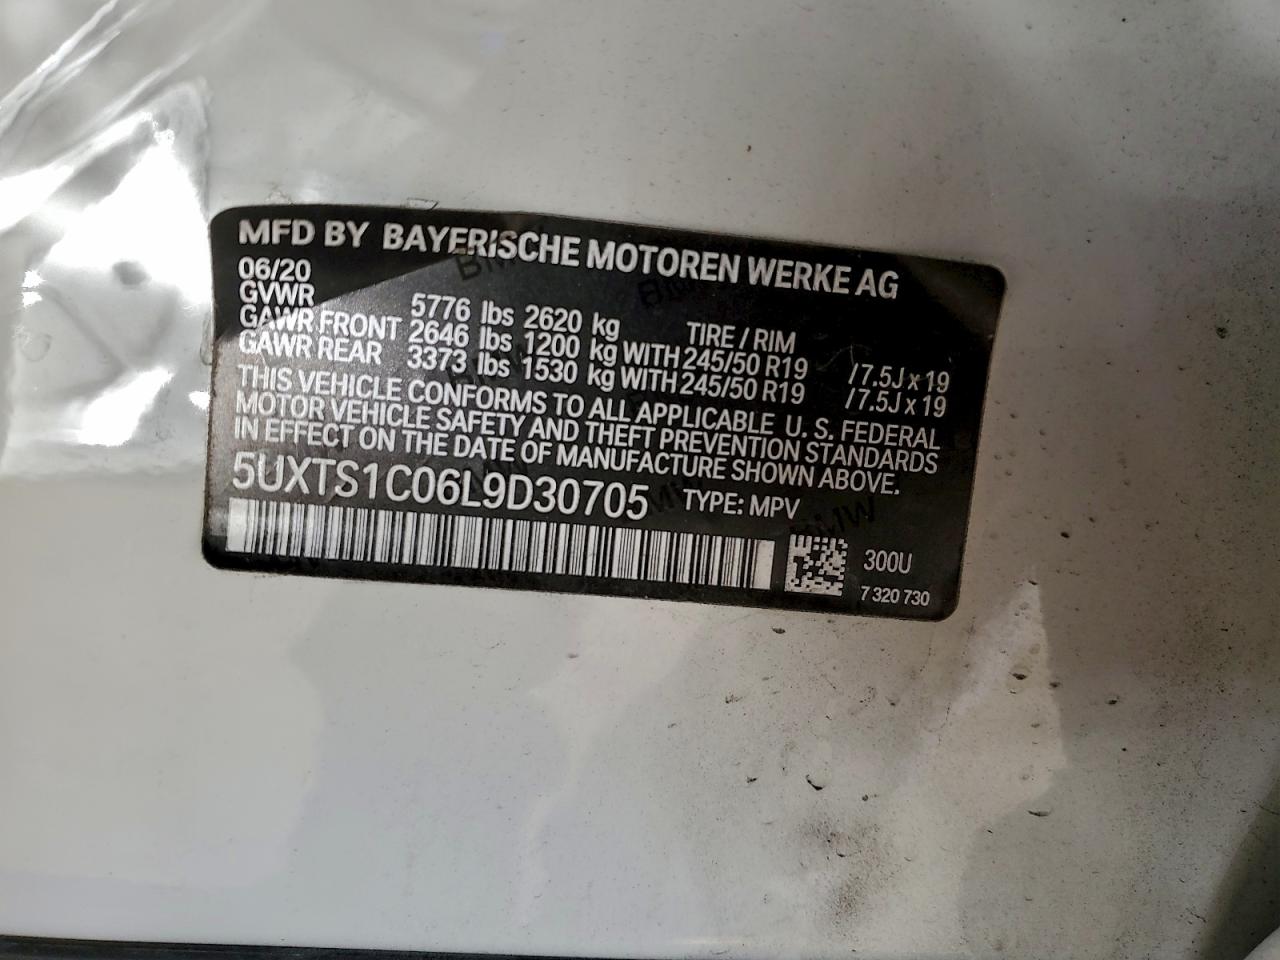 MFD BY BAYERISCHE MOTOREN WERKE AG
06/20
GVWR 5776 lbs 2620 kg TIRE / RIM
GAWR FRONT 2646 lbs 1200 kg WITH 245/50 R19 /7.5J x 19
GAWR REAR 3373 lbs 1530 kg WITH 245/50 R19 /7.5J x 19
THIS VEHICLE CONFORMS TO ALL APPLICABLE U. S. FEDERAL
MOTOR VEHICLE SAFETY AND THEFT PREVENTION STANDARDS
IN EFFECT ON THE DATE OF MANUFACTURE SHOWN ABOVE.
5UXTS1C06L9D30705 TYPE: MPV
300U
7 320 730